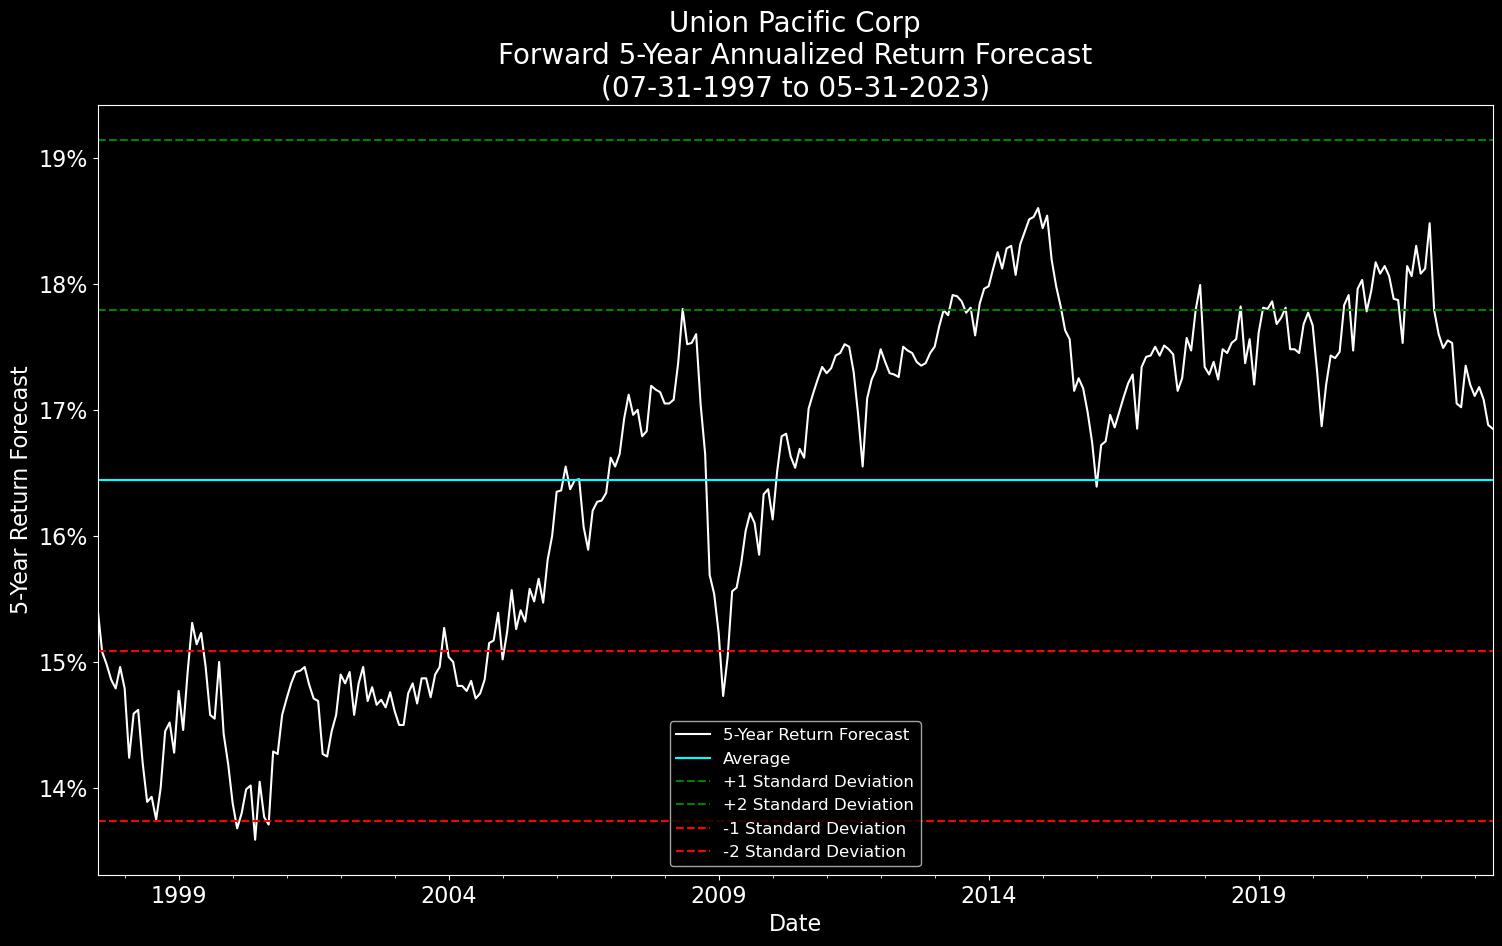 Union Pacific Corp
Forward 5-Year Annualized Return Forecast
(07-31-1997 to 05-31-2023)
5-Year Return Forecast
19%
18%
17%
16%
15%
14%
5-Year Return Forecast
Average
+1 Standard Deviation
+2 Standard Deviation
-1 Standard Deviation
-2 Standard Deviation
1999
2004
2009
2014
2019
Date